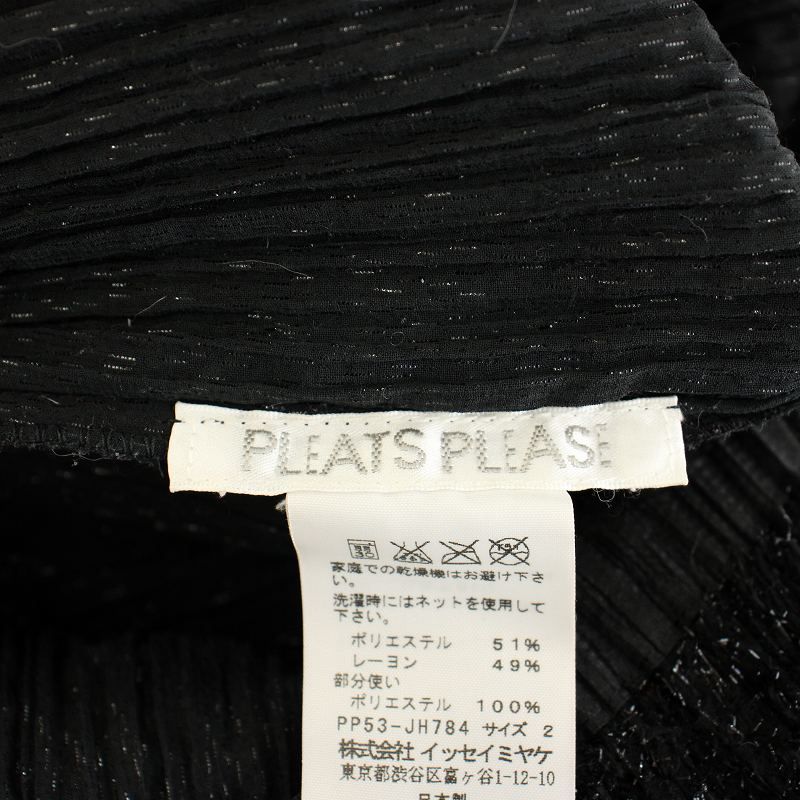 PLEATS PLEASE
家庭での乾燥機はお避け下さ
い。
洗濯時にはネットを使用して
下さい。
ポリエステル 51%
レーヨン 49%
部分使い
ポリエステル 100%
PP53-JH784 サイズ 2
株式会社 イッセイミヤケ
東京都渋谷区富ヶ谷1-12-10
日本製